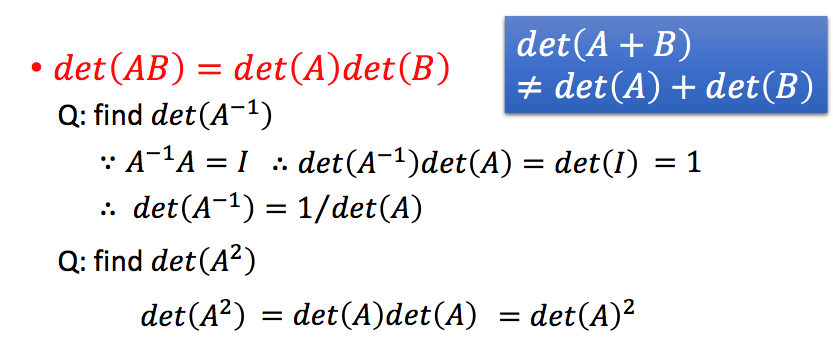 • det(AB) = det(A)det(B)
det(A + B)
≠ det(A) + det(B)
Q: find det(A⁻¹)
∵ A⁻¹A = I ∴ det(A⁻¹)det(A) = det(I) = 1
∴ det(A⁻¹) = 1/det(A)
Q: find det(A²)
det(A²) = det(A)det(A) = det(A)²